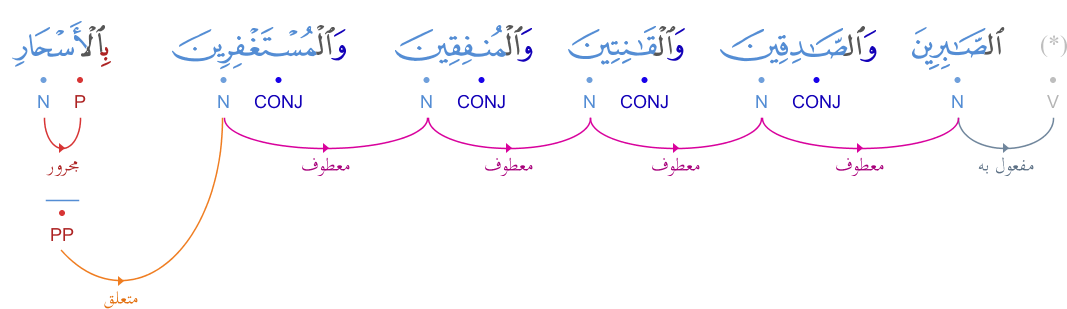 (*) ٱلصَّـٰبِرِينَ وَٱلصَّـٰدِقِينَ وَٱلْقَـٰنِتِينَ وَٱلْمُنفِقِينَ وَٱلْمُسْتَغْفِرِينَ بِٱلْأَسْحَارِ
V N CONJ N CONJ N CONJ N CONJ N P N
مفعول به معطوف معطوف معطوف معطوف مجرور
PP
متعلق